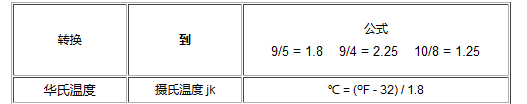 转换 到 公式
9/5 = 1.8 9/4 = 2.25 10/8 = 1.25
华氏温度 摄氏温度 jk ℃ = (ºF - 32) / 1.8